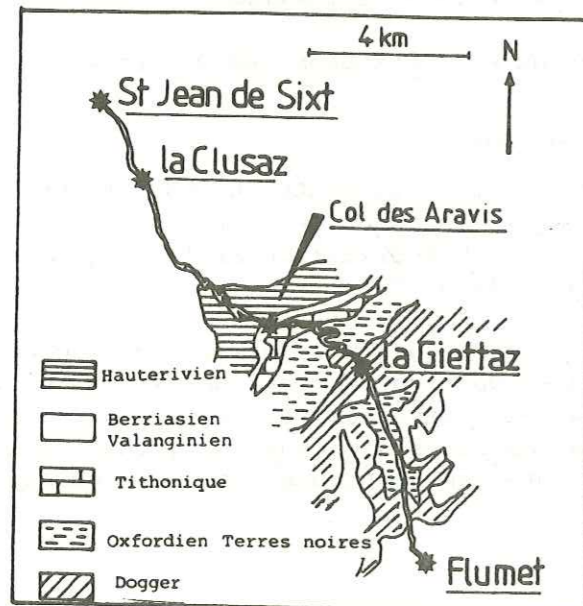 4 km
N
St Jean de Sixt
la Clusaz
Col des Aravis
la Giettaz
Hauterivien
Berriasien
Valanginien
Tithonique
Oxfordien Terres noires
Dogger
Flumet